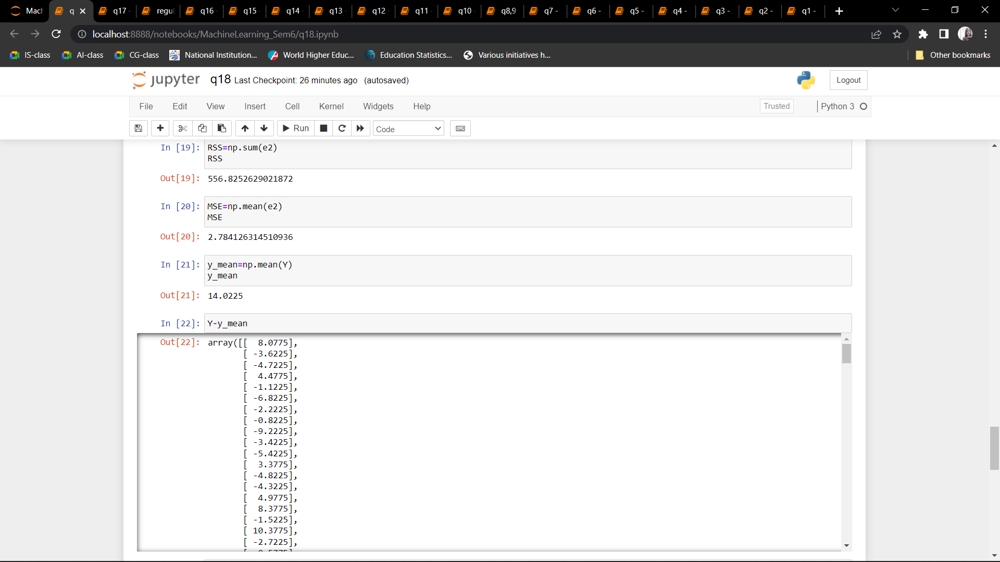 Mach
q
q17 -
regul
q16
q15 -
q14 -
q13 -
q12 -
q11 -
q10 -
q8,9
q7 -
q6 -
q5 -
q4 -
q3 -
q2 -
q1 -
localhost:8888/notebooks/MachineLearning_Sem6/q18.ipynb
IS-class
AI-class
CG-class
National Institution...
World Higher Educ...
Education Statistics...
Various initiatives h...
Other bookmarks
jupyter q18 Last Checkpoint: 26 minutes ago (autosaved)
Logout
File Edit View Insert Cell Kernel Widgets Help
Trusted
Python 3
Run
Code
In [19]: RSS=np.sum(e2)
RSS
Out[19]: 556.8252629021872
In [20]: MSE=np.mean(e2)
MSE
Out[20]: 2.784126314510936
In [21]: y_mean=np.mean(Y)
y_mean
Out[21]: 14.0225
In [22]: Y-y_mean
Out[22]: array([[ 8.0775],
[ -3.6225],
[ -4.7225],
[ 4.4775],
[ -1.1225],
[ -6.8225],
[ -2.2225],
[ -0.8225],
[ -9.2225],
[ -3.4225],
[ -5.4225],
[ 3.3775],
[ -4.8225],
[ -4.3225],
[ 4.9775],
[ 8.3775],
[ -1.5225],
[ 10.3775],
[ -2.7225],